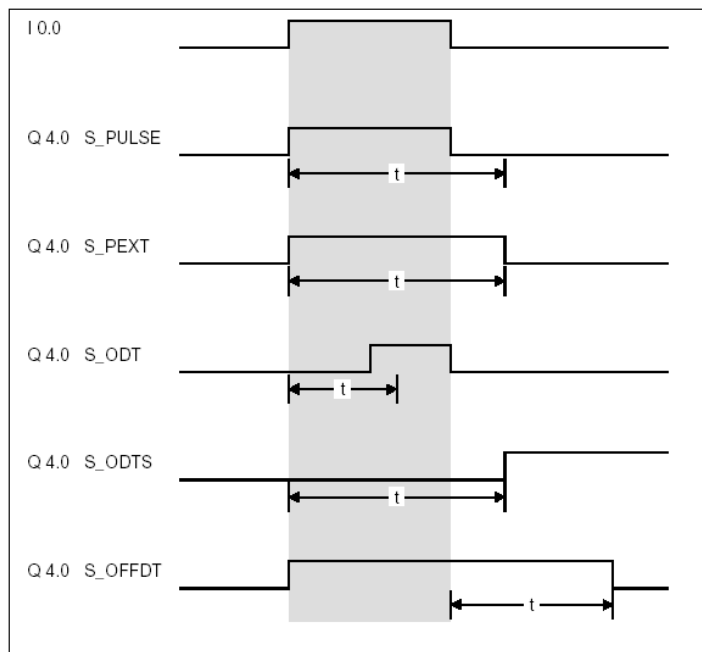 I 0.0
Q 4.0 S_PULSE
t
Q 4.0 S_PEXT
t
Q 4.0 S_ODT
t
Q 4.0 S_ODTS
t
Q 4.0 S_OFFDT
t